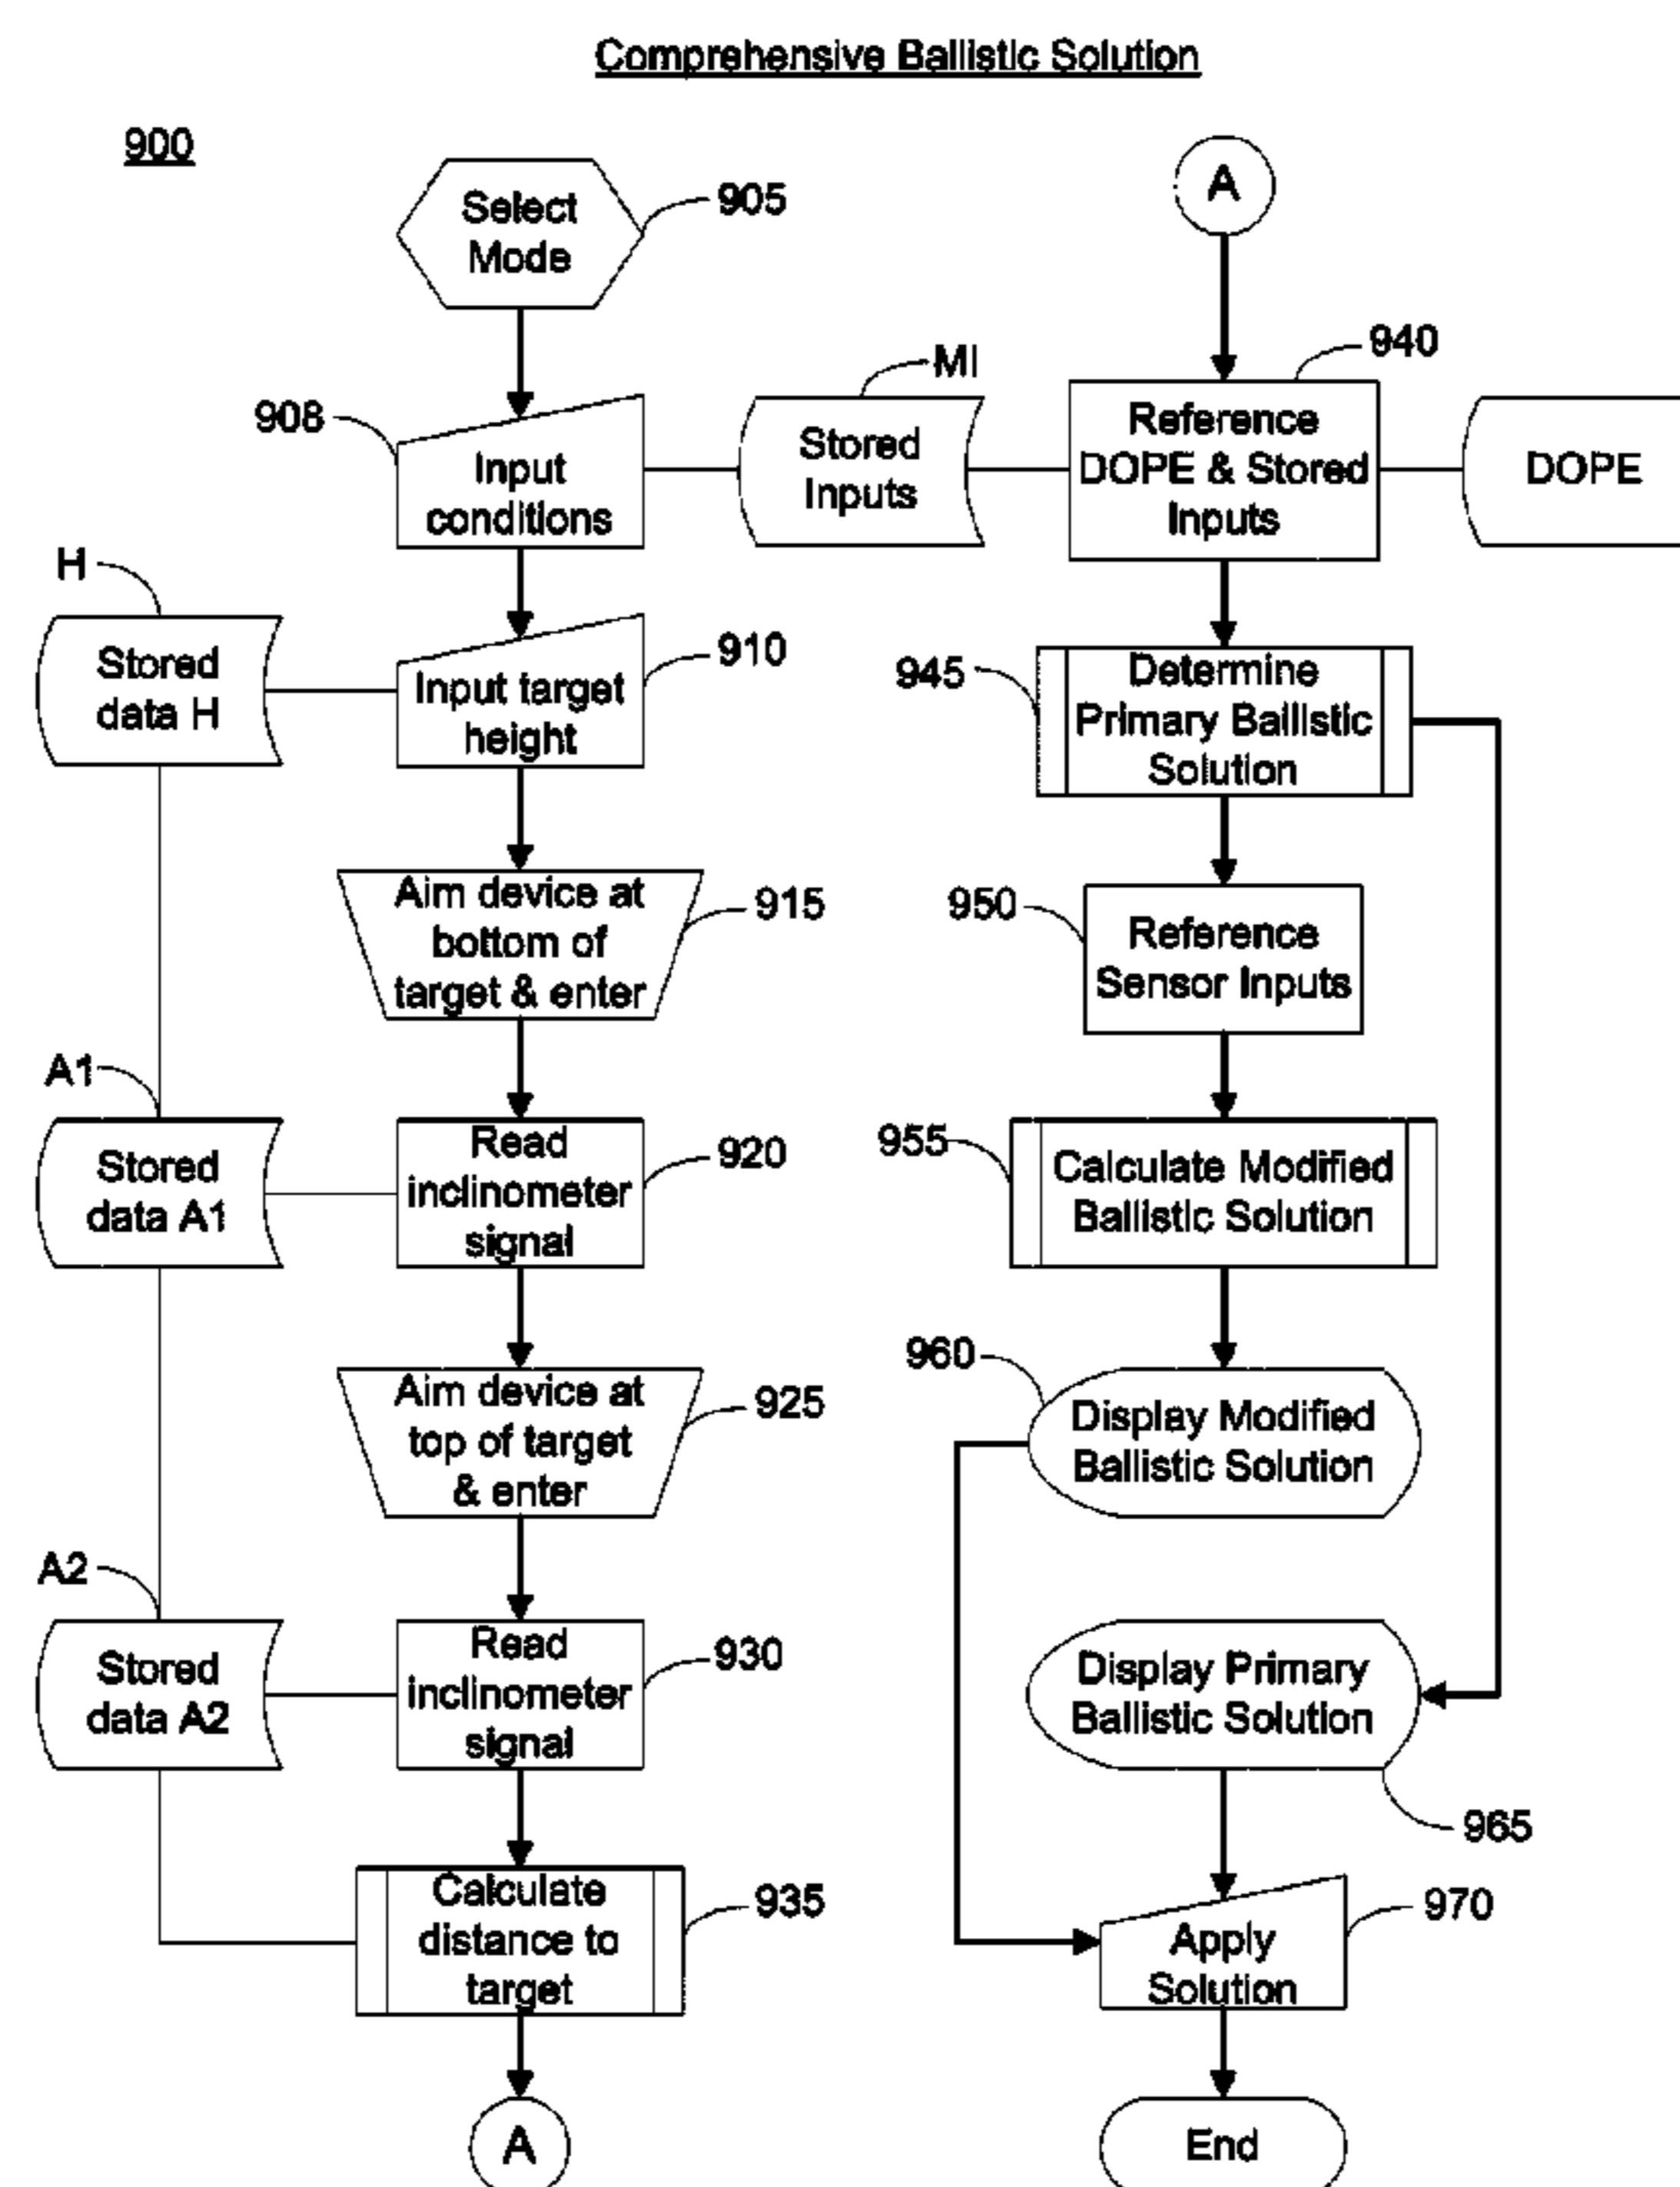 Comprehensive Ballistic Solution
900
Select
Mode
905
908
Input
conditions
MI
Stored
Inputs
H
Stored
data H
Input target
height
910
Aim device at
bottom of
target & enter
915
A1
Stored
data A1
Read
inclinometer
signal
920
Aim device at
top of target
& enter
925
A2
Stored
data A2
Read
inclinometer
signal
930
Calculate
distance to
target
935
A
A
940
Reference
DOPE & Stored
Inputs
DOPE
945
Determine
Primary Ballistic
Solution
950
Reference
Sensor Inputs
955
Calculate Modified
Ballistic Solution
960
Display Modified
Ballistic Solution
Display Primary
Ballistic Solution
965
970
Apply
Solution
End